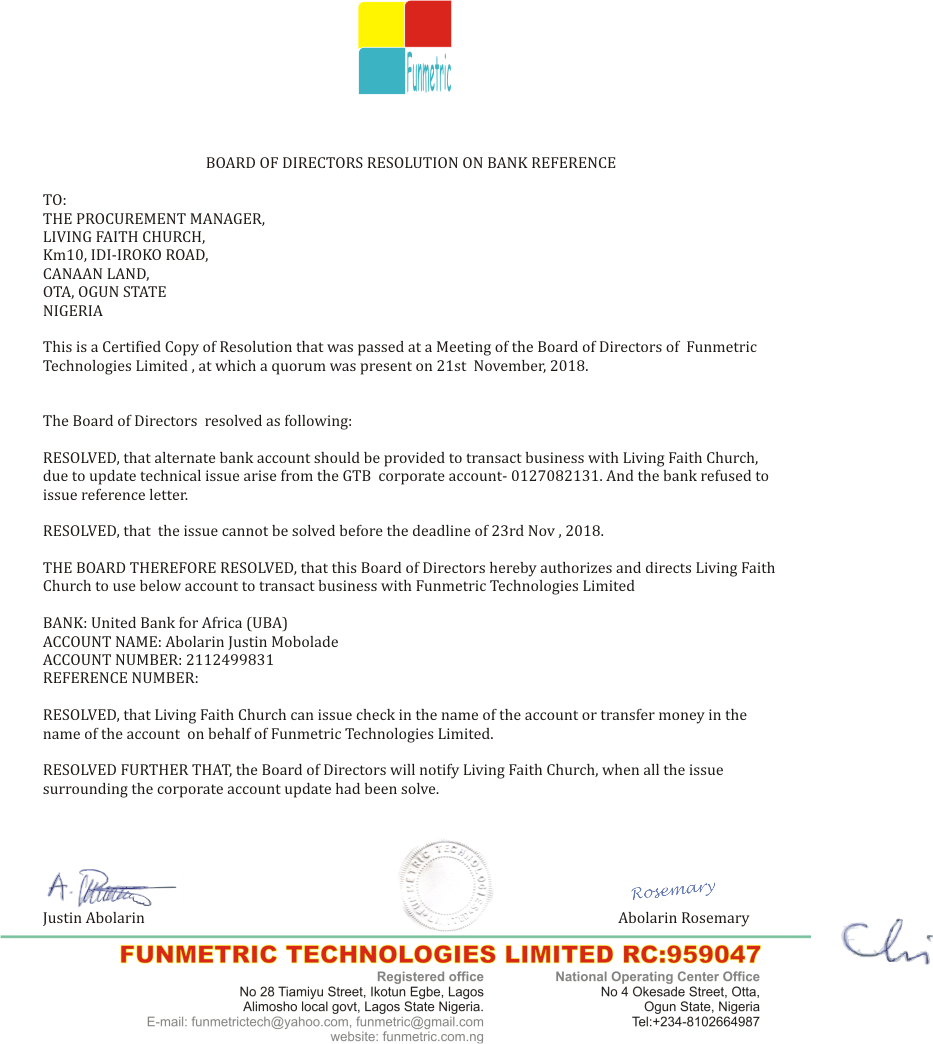 Funmetric
BOARD OF DIRECTORS RESOLUTION ON BANK REFERENCE
TO:
THE PROCUREMENT MANAGER,
LIVING FAITH CHURCH,
Km10, IDI-IROKO ROAD,
CANAAN LAND,
OTA, OGUN STATE
NIGERIA
This is a Certified Copy of Resolution that was passed at a Meeting of the Board of Directors of  Funmetric
Technologies Limited , at which a quorum was present on 21st  November, 2018.
The Board of Directors  resolved as following:
RESOLVED, that alternate bank account should be provided to transact business with Living Faith Church,
due to update technical issue arise from the GTB  corporate account- 0127082131. And the bank refused to
issue reference letter.
RESOLVED, that  the issue cannot be solved before the deadline of 23rd Nov , 2018.
THE BOARD THEREFORE RESOLVED, that this Board of Directors hereby authorizes and directs Living Faith
Church to use below account to transact business with Funmetric Technologies Limited
BANK: United Bank for Africa (UBA)
ACCOUNT NAME: Abolarin Justin Mobolade
ACCOUNT NUMBER: 2112499831
REFERENCE NUMBER:
RESOLVED, that Living Faith Church can issue check in the name of the account or transfer money in the
name of the account  on behalf of Funmetric Technologies Limited.
RESOLVED FURTHER THAT, the Board of Directors will notify Living Faith Church, when all the issue
surrounding the corporate account update had been solve.
FUNMETRIC TECHNOLOGIES
Rosemary
Justin Abolarin
Abolarin Rosemary
FUNMETRIC TECHNOLOGIES LIMITED RC:959047
Registered office
No 28 Tiamiyu Street, Ikotun Egbe, Lagos
Alimosho local govt, Lagos State Nigeria.
E-mail: funmetrictech@yahoo.com, funmetric@gmail.com
website: funmetric.com.ng
National Operating Center Office
No 4 Okesade Street, Otta,
Ogun State, Nigeria
Tel:+234-8102664987